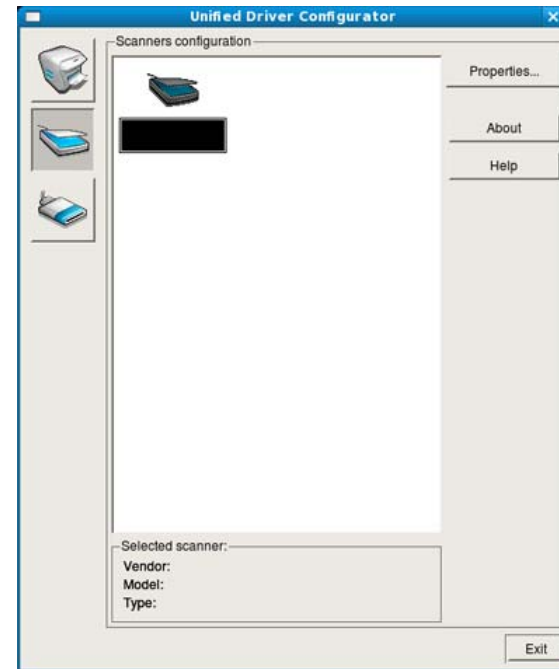 Unified Driver Configurator
Scanners configuration
Properties...
About
Help
Selected scanner:
Vendor:
Model:
Type:
Exit